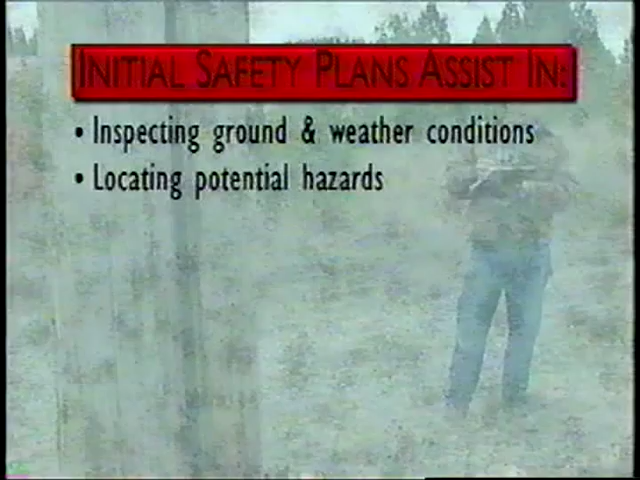 INITIAL SAFETY PLANS ASSIST IN:
• Inspecting ground & weather conditions
• Locating potential hazards